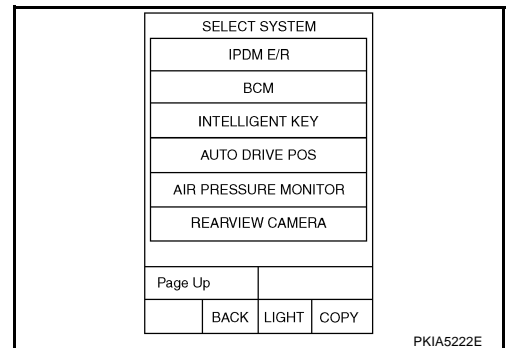 SELECT SYSTEM
IPDM E/R
BCM
INTELLIGENT KEY
AUTO DRIVE POS
AIR PRESSURE MONITOR
REARVIEW CAMERA
Page Up
BACK LIGHT COPY
PKIA5222E